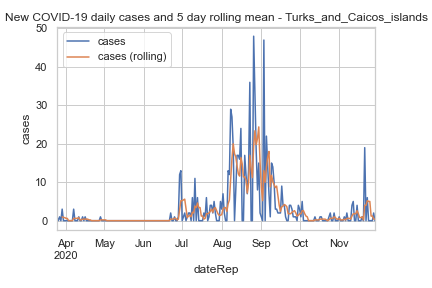 New COVID-19 daily cases and 5 day rolling mean - Turks_and_Caicos_islands
cases
cases (rolling)
50
40
30
20
10
0
cases
Apr May Jun Jul Aug Sep Oct Nov
2020
dateRep